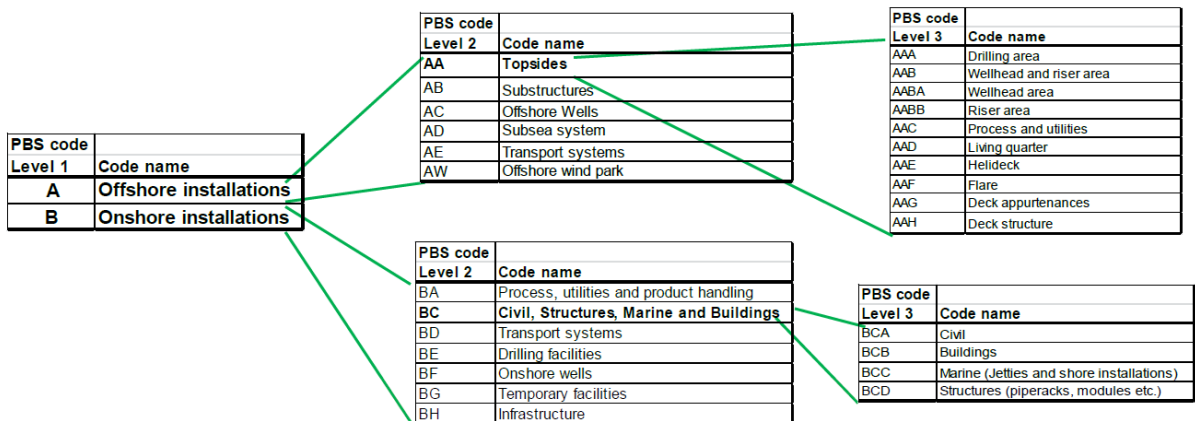 PBS code
Level 1 Code name
A Offshore installations
B Onshore installations
PBS code
Level 2 Code name
AA Topsides
AB Substructures
AC Offshore Wells
AD Subsea system
AE Transport systems
AW Offshore wind park
PBS code
Level 3 Code name
AAA Drilling area
AAB Wellhead and riser area
AABA Wellhead area
AABB Riser area
AAC Process and utilities
AAD Living quarter
AAE Helideck
AAF Flare
AAG Deck appurtenances
AAH Deck structure
PBS code
Level 2 Code name
BA Process, utilities and product handling
BC Civil, Structures, Marine and Buildings
BD Transport systems
BE Drilling facilities
BF Onshore wells
BG Temporary facilities
BH Infrastructure
PBS code
Level 3 Code name
BCA Civil
BCB Buildings
BCC Marine (Jetties and shore installations)
BCD Structures (piperacks, modules etc.)